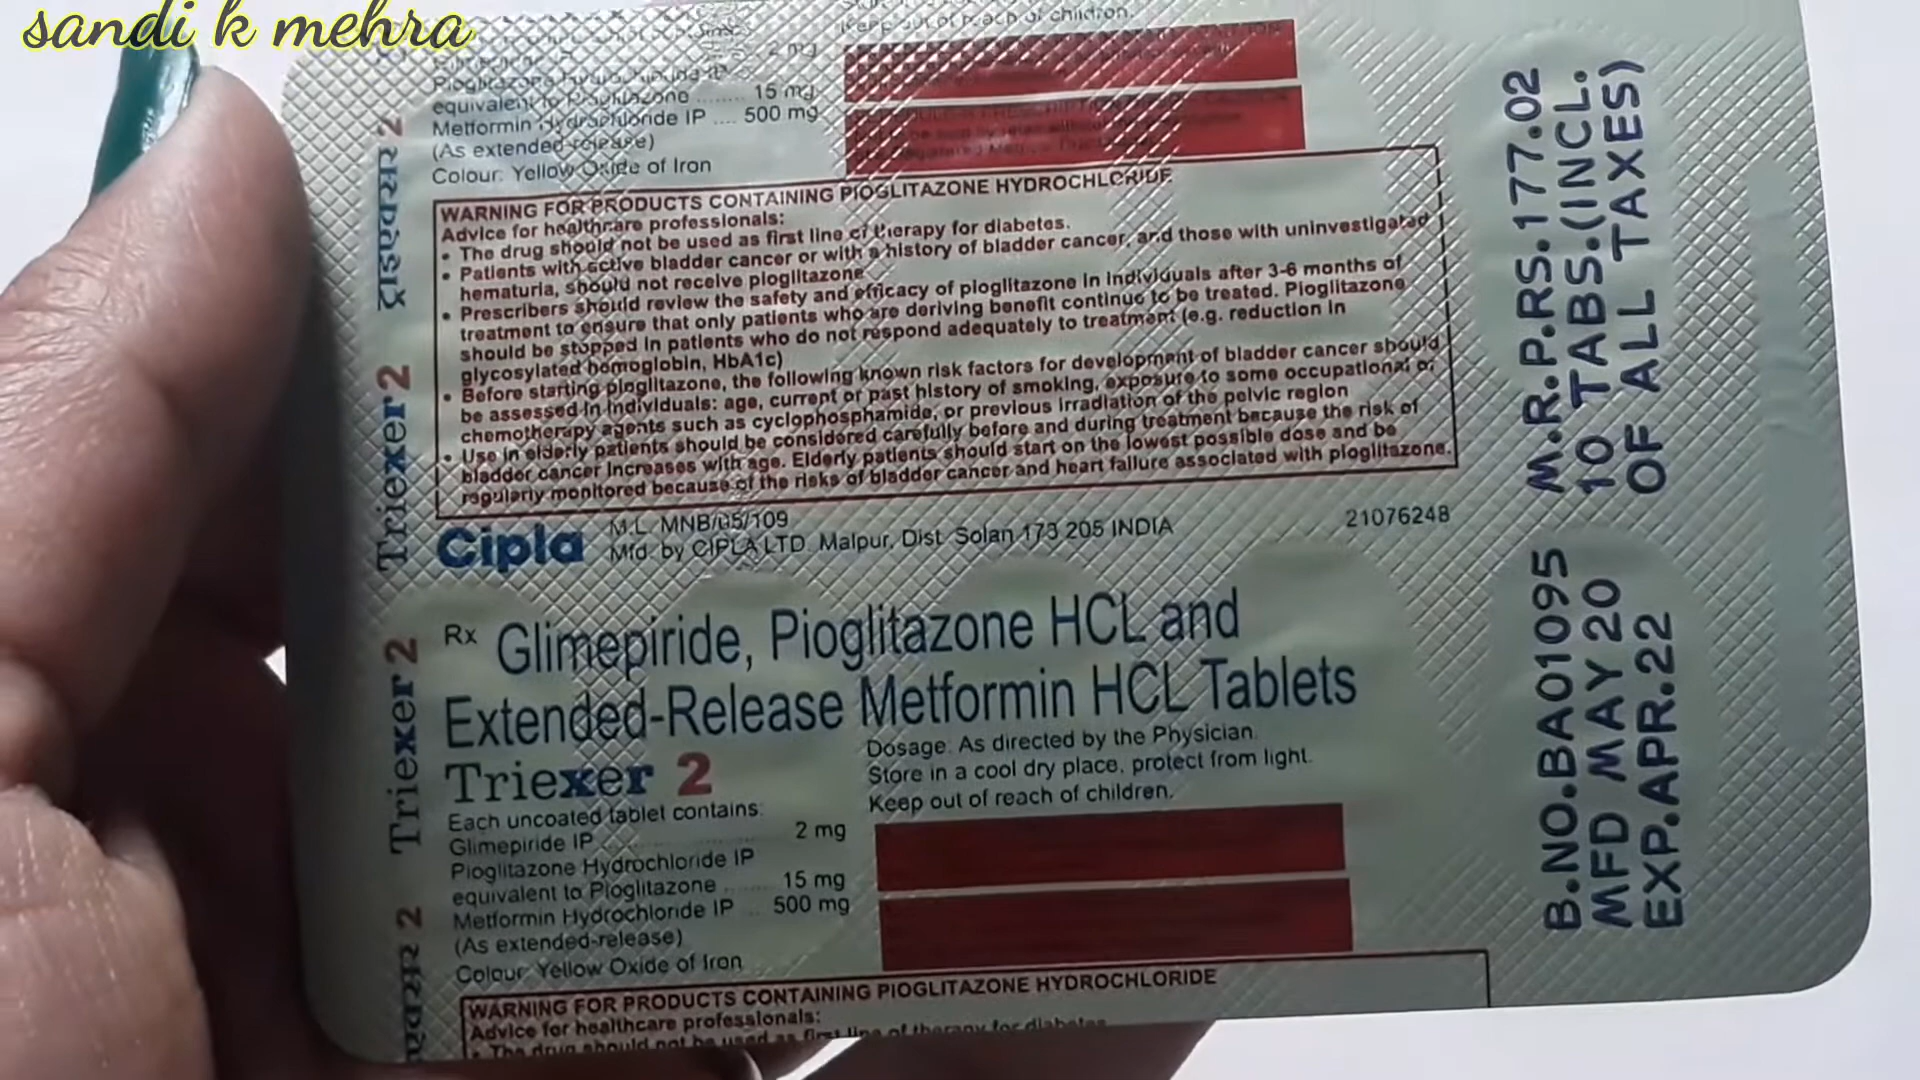 sandi k mehra
Keep out of reach of children.
2 mg
Pioglitazone Hydrochloride IP
equivalent to Pioglitazone ........ 15 mg
Metformin Hydrochloride IP .... 500 mg
(As extended-release)
Colour: Yellow Oxide of Iron
WARNING FOR PRODUCTS CONTAINING PIOGLITAZONE HYDROCHLORIDE
Advice for healthcare professionals:
• The drug should not be used as first line of therapy for diabetes.
• Patients with active bladder cancer or with a history of bladder cancer, and those with uninvestigated
hematuria, should not receive pioglitazone
• Prescribers should review the safety and efficacy of pioglitazone in individuals after 3-6 months of
treatment to ensure that only patients who are deriving benefit continue to be treated. Pioglitazone
should be stopped in patients who do not respond adequately to treatment (e.g. reduction in
glycosylated homoglobin, HbA1c)
• Before starting pioglitazone, the following known risk factors for development of bladder cancer should
be assessed in individuals: age, current or past history of smoking, exposure to some occupational or
chemotherapy agents such as cyclophosphamide, or previous irradiation of the pelvic region
• Use in elderly patients should be considered carefully before and during treatment because the risk of
bladder cancer increases with age. Elderly patients should start on the lowest possible dose and be
regularly monitored because of the risks of bladder cancer and heart failure associated with pioglitazone.
Cipla
M.L. MNB/05/109
Mfd. by CIPLA LTD. Malpur, Dist. Solan 173 205 INDIA
21076248
Rx Glimepiride, Pioglitazone HCL and
Extended-Release Metformin HCL Tablets
Triexer 2
Each uncoated tablet contains:
Glimepiride IP ........ 2 mg
Pioglitazone Hydrochloride IP
equivalent to Pioglitazone ........ 15 mg
Metformin Hydrochloride IP .... 500 mg
(As extended-release)
Colour: Yellow Oxide of Iron
Dosage: As directed by the Physician.
Store in a cool dry place, protect from light.
Keep out of reach of children.
WARNING FOR PRODUCTS CONTAINING PIOGLITAZONE HYDROCHLORIDE
Advice for healthcare professionals:
• The drug should not be used as first line of therapy for diabetes
ट्राइएक्सर 2
Triexer 2
Triexer 2
एक्सर 2
M.R.P.RS.177.02
10 TABS.(INCL.
OF ALL TAXES)
B.NO.BA01095
MFD MAY 20
EXP.APR.22